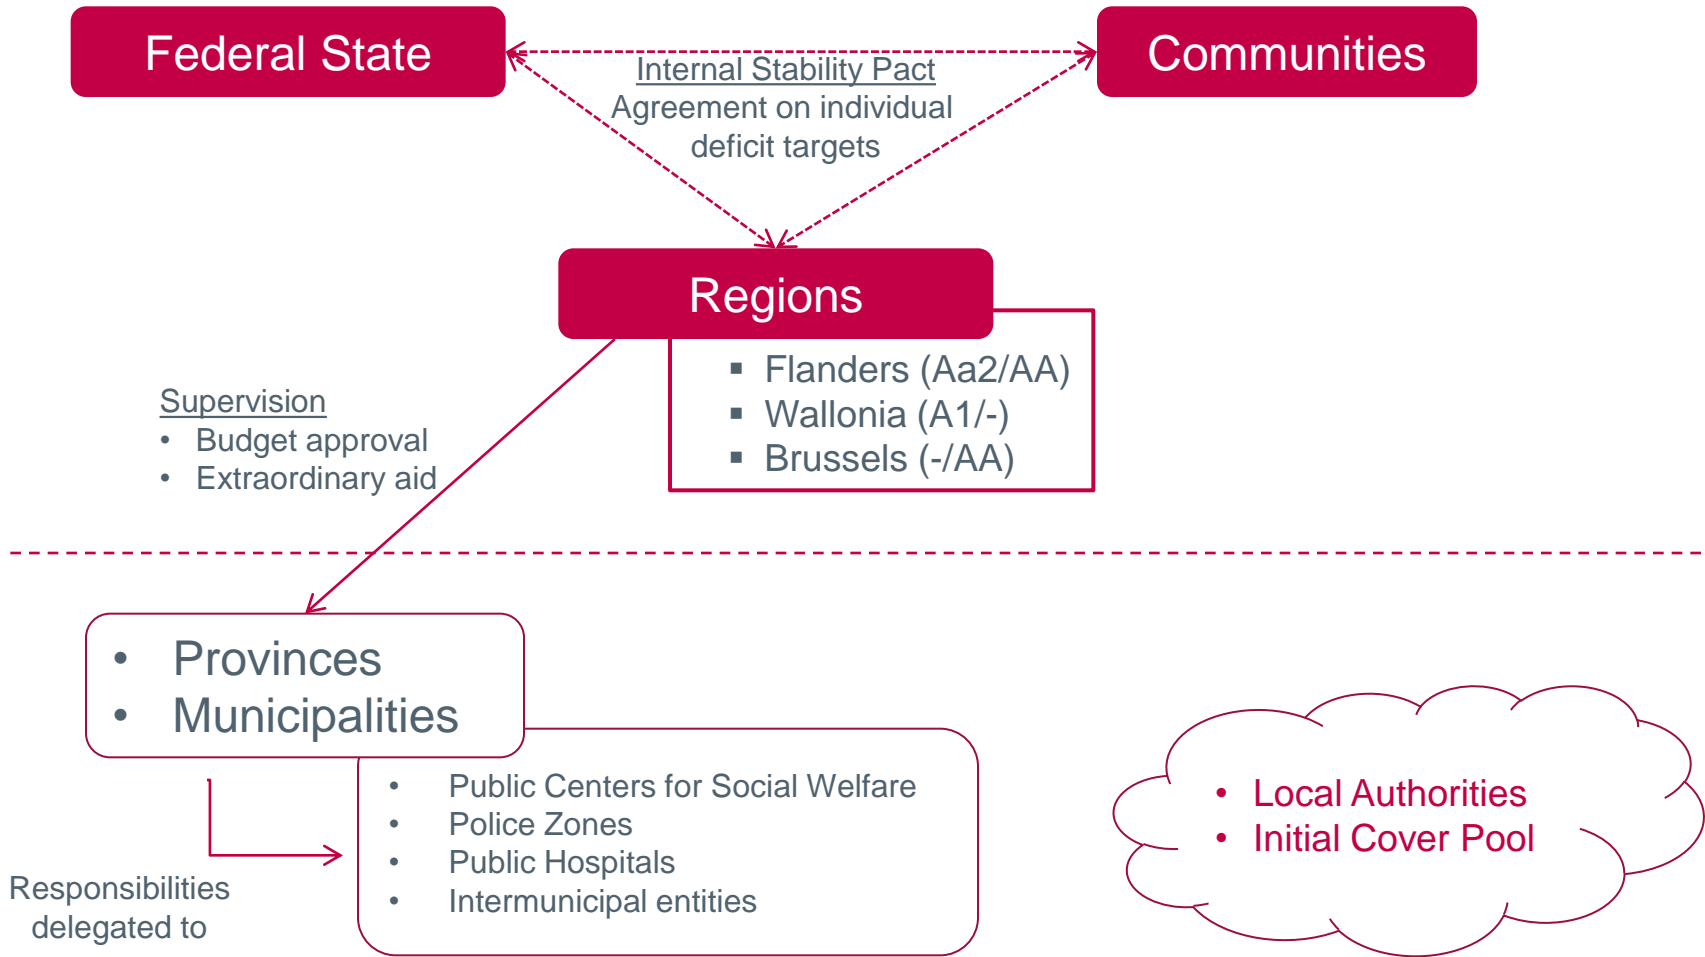 Federal State
Communities
Internal Stability Pact
Agreement on individual
deficit targets
Regions
▪ Flanders (Aa2/AA)
▪ Wallonia (A1/-)
▪ Brussels (-/AA)
Supervision
• Budget approval
• Extraordinary aid
• Provinces
• Municipalities
• Public Centers for Social Welfare
• Police Zones
• Public Hospitals
• Intermunicipal entities
Responsibilities
delegated to
• Local Authorities
• Initial Cover Pool